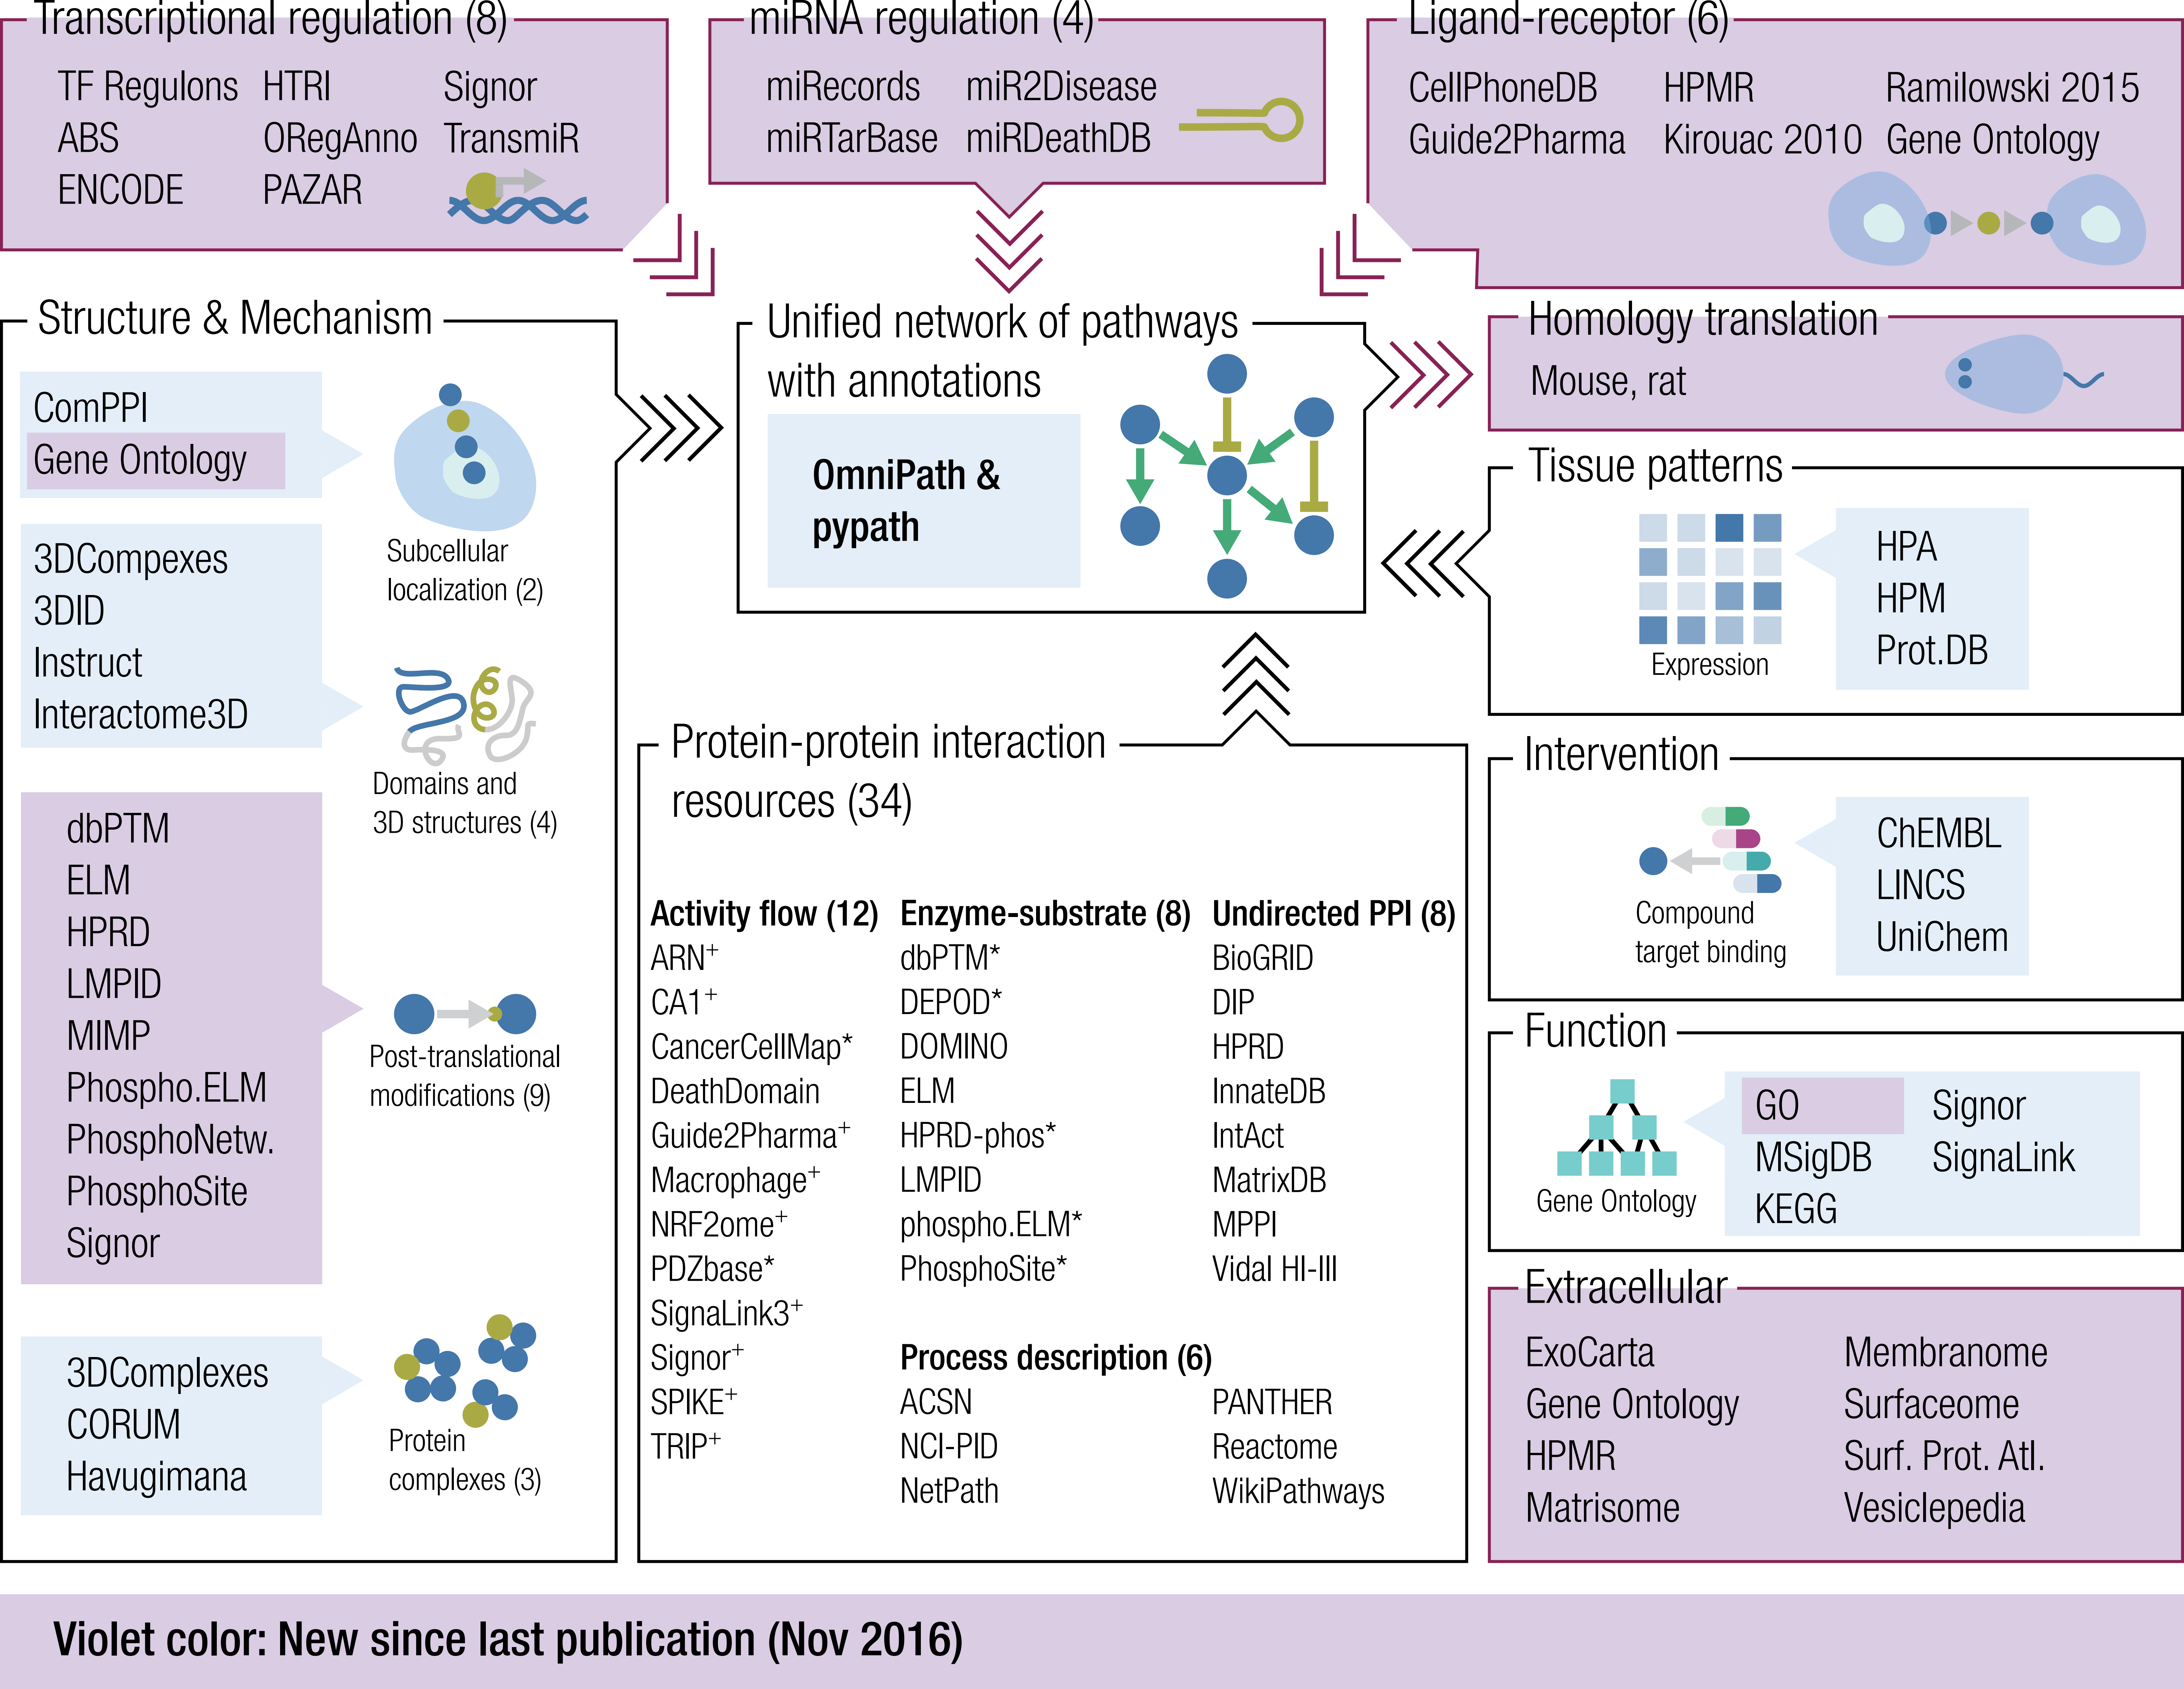 Transcriptional regulation (8)
TF Regulons HTRI Signor
ABS ORegAnno TransmiR
ENCODE PAZAR
miRNA regulation (4)
miRecords miR2Disease
miRTarBase miRDeathDB
Ligand-receptor (6)
CellPhoneDB HPMR Ramilowski 2015
Guide2Pharma Kirouac 2010 Gene Ontology
Structure & Mechanism
ComPPI
Gene Ontology
Subcellular
localization (2)
3DCompexes
3DID
Instruct
Interactome3D
Domains and
3D structures (4)
dbPTM
ELM
HPRD
LMPID
MIMP
Phospho.ELM
PhosphoNetw.
PhosphoSite
Signor
Post-translational
modifications (9)
3DComplexes
CORUM
Havugimana
Protein
complexes (3)
Unified network of pathways
with annotations
OmniPath &
pypath
Protein-protein interaction
resources (34)
Activity flow (12)
ARN+
CA1+
CancerCellMap*
DeathDomain
Guide2Pharma+
Macrophage+
NRF2ome+
PDZbase*
SignaLink3+
Signor+
SPIKE+
TRIP+
Enzyme-substrate (8)
dbPTM*
DEPOD*
DOMINO
ELM
HPRD-phos*
LMPID
phospho.ELM*
PhosphoSite*
Undirected PPI (8)
BioGRID
DIP
HPRD
InnateDB
IntAct
MatrixDB
MPPI
Vidal HI-III
Process description (6)
ACSN PANTHER
NCI-PID Reactome
NetPath WikiPathways
Homology translation
Mouse, rat
Tissue patterns
Expression
HPA
HPM
Prot.DB
Intervention
Compound
target binding
ChEMBL
LINCS
UniChem
Function
Gene Ontology
GO Signor
MSigDB SignaLink
KEGG
Extracellular
ExoCarta Membranome
Gene Ontology Surfaceome
HPMR Surf. Prot. Atl.
Matrisome Vesiclepedia
Violet color: New since last publication (Nov 2016)